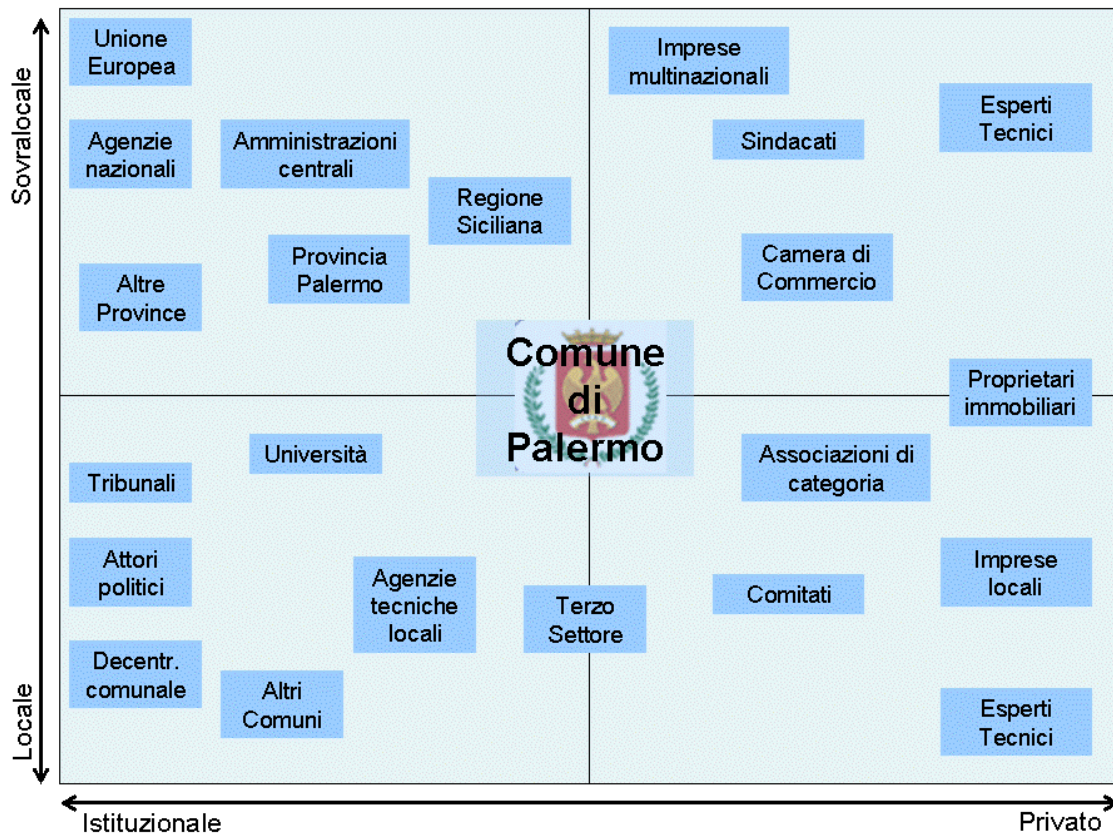 Sovralocale
Unione
Europea
Imprese
multinazionali
Esperti
Tecnici
Agenzie
nazionali
Amministrazioni
centrali
Sindacati
Regione
Siciliana
Provincia
Palermo
Camera di
Commercio
Altre
Province
Comune
di
Palermo
Proprietari
immobiliari
Università
Associazioni di
categoria
Tribunali
Attori
politici
Agenzie
tecniche
locali
Terzo
Settore
Comitati
Imprese
locali
Decentr.
comunale
Altri
Comuni
Esperti
Tecnici
Locale
Istituzionale
Privato